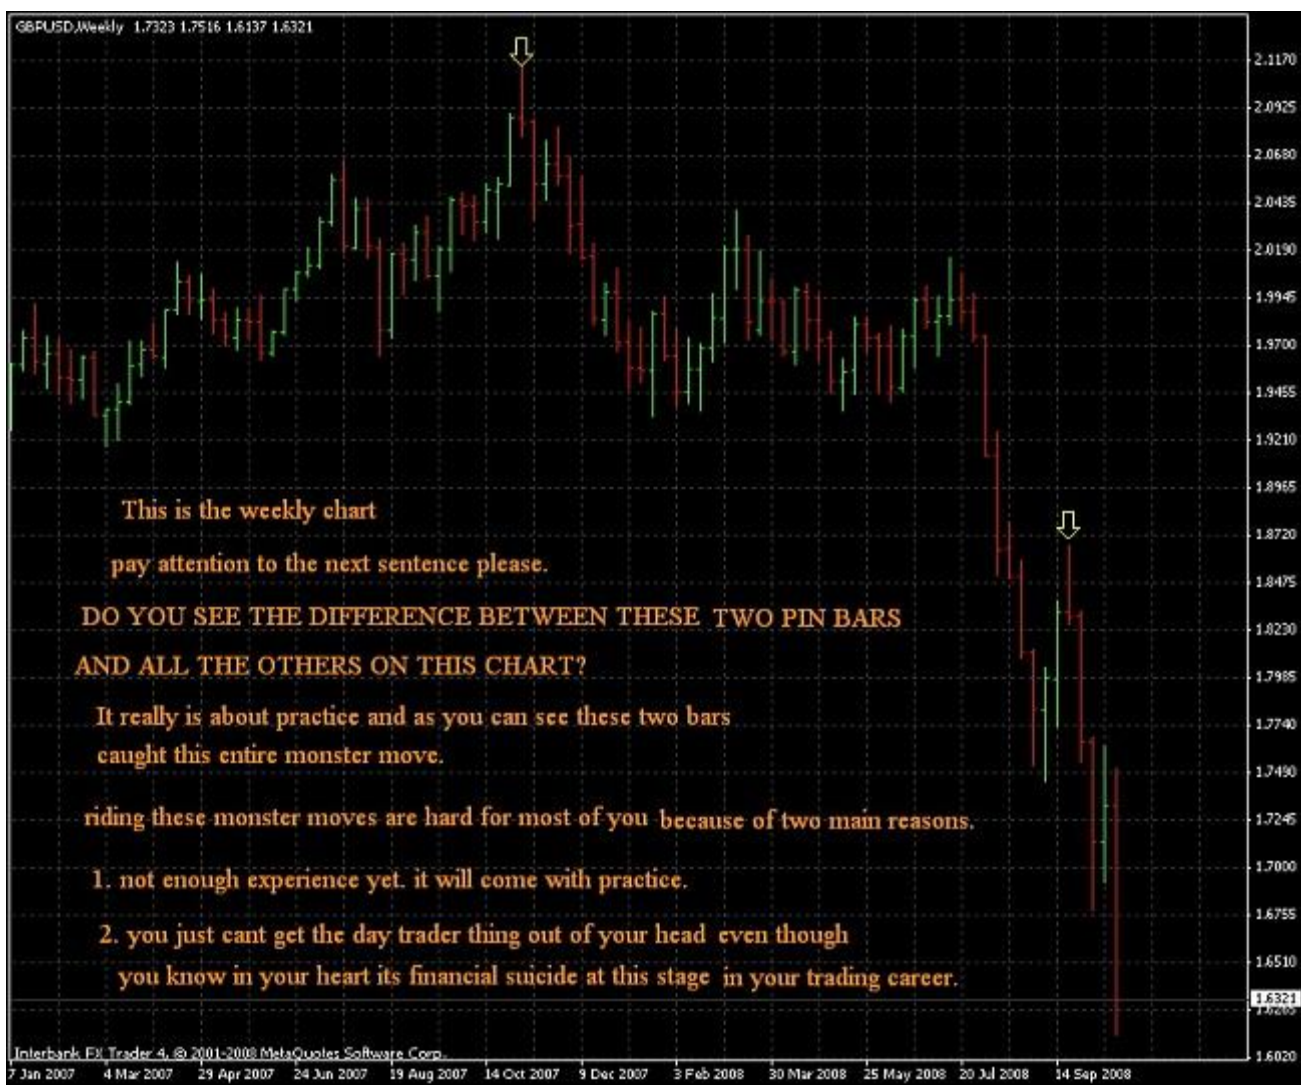 GBPUSD,Weekly 1.7323 1.7516 1.6137 1.6321
2.1170
2.0925
2.0680
2.0435
2.0190
1.9945
1.9700
1.9455
1.9210
1.8965
1.8720
1.8475
1.8230
1.7985
1.7740
1.7490
1.7245
1.7000
1.6755
1.6510
1.6321
1.6265
1.6020
This is the weekly chart
pay attention to the next sentence please.
DO YOU SEE THE DIFFERENCE BETWEEN THESE TWO PIN BARS
AND ALL THE OTHERS ON THIS CHART?
It really is about practice and as you can see these two bars
caught this entire monster move.
riding these monster moves are hard for most of you because of two main reasons.
1. not enough experience yet. it will come with practice.
2. you just cant get the day trader thing out of your head even though
you know in your heart its financial suicide at this stage in your trading career.
Interbank FX Trader 4, © 2001-2008 MetaQuotes Software Corp.
7 Jan 2007 4 Mar 2007 29 Apr 2007 24 Jun 2007 19 Aug 2007 14 Oct 2007 9 Dec 2007 3 Feb 2008 30 Mar 2008 25 May 2008 20 Jul 2008 14 Sep 2008